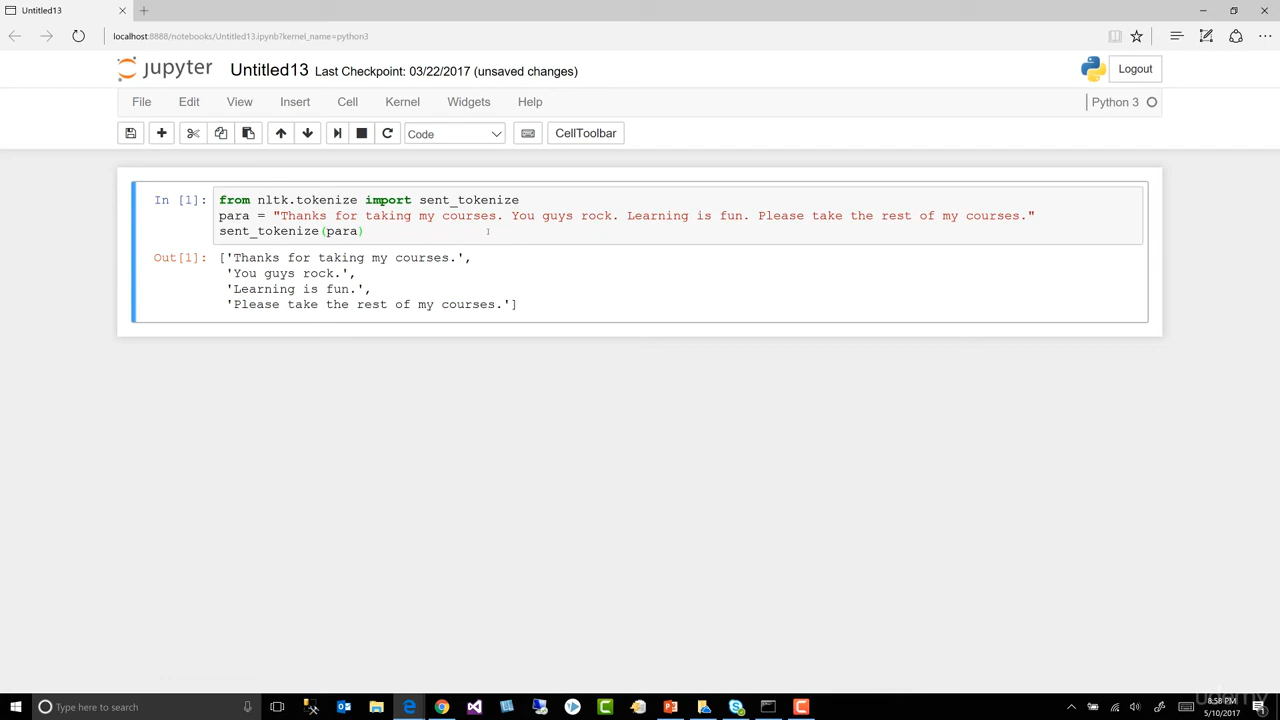 Untitled13
localhost:8888/notebooks/Untitled13.ipynb?kernel_name=python3
jupyter Untitled13 Last Checkpoint: 03/22/2017 (unsaved changes) Logout
File Edit View Insert Cell Kernel Widgets Help Python 3
Code CellToolbar
In [1]: from nltk.tokenize import sent_tokenize
para = "Thanks for taking my courses. You guys rock. Learning is fun. Please take the rest of my courses."
sent_tokenize(para)
Out[1]: ['Thanks for taking my courses.',
'You guys rock.',
'Learning is fun.',
'Please take the rest of my courses.']
Type here to search
8:58 PM
5/10/2017
udemy